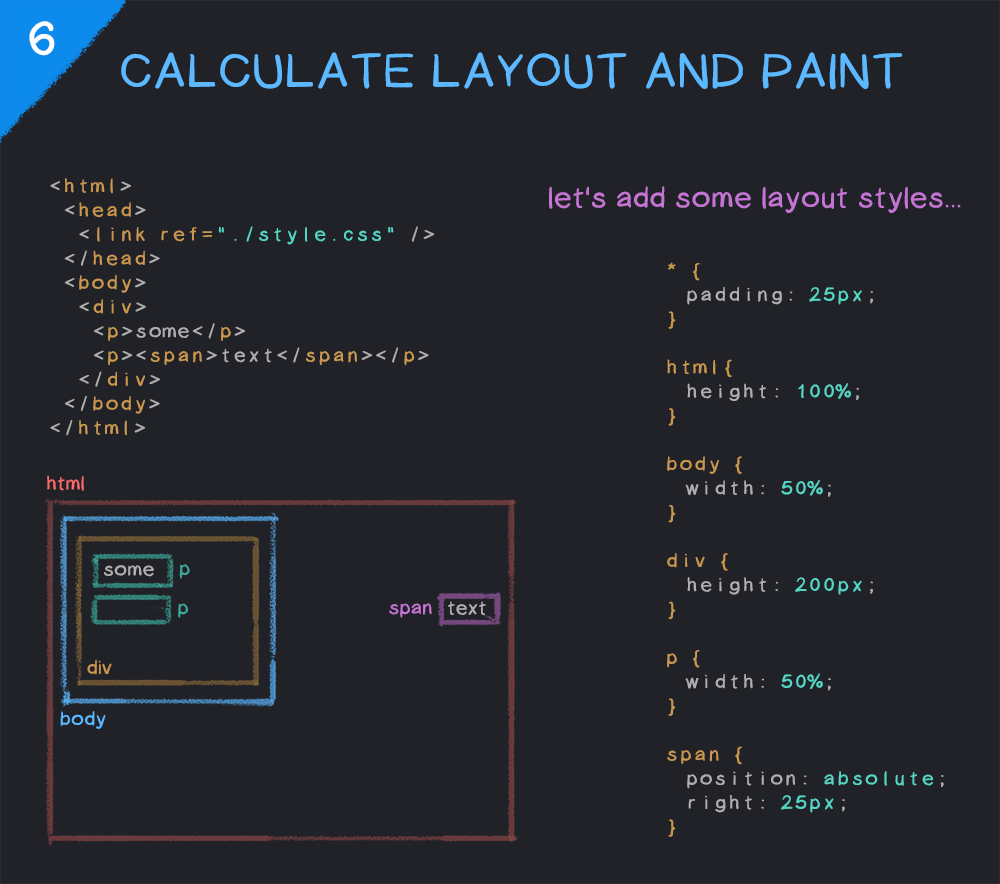 6
CALCULATE LAYOUT AND PAINT
<html>
<head>
<link ref="./style.css" />
</head>
<body>
<div>
<p>some</p>
<p><span>text</span></p>
</div>
</body>
</html>
let's add some layout styles...
* {
padding: 25px;
}
html{
height: 100%;
}
body {
width: 50%;
}
div {
height: 200px;
}
p {
width: 50%;
}
span {
position: absolute;
right: 25px;
}
html
some p
p
span text
div
body